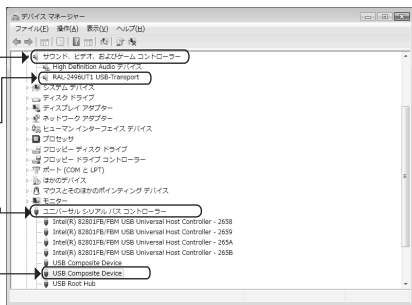 デバイス マネージャー
ファイル(F) 操作(A) 表示(V) ヘルプ(H)
サウンド、ビデオ、およびゲーム コントローラー
High Definition Audio デバイス
RAL-2496UT1 USB-Transport
システム デバイス
ディスク ドライブ
ディスプレイ アダプター
ネットワーク アダプター
ヒューマン インターフェイス デバイス
プロセッサ
フロッピー ディスク ドライブ
フロッピー ドライブ コントローラー
ポート (COM と LPT)
ほかのデバイス
マウスとそのほかのポインティング デバイス
モニター
ユニバーサル シリアル バス コントローラー
Intel(R) 82801FB/FBM USB Universal Host Controller - 2658
Intel(R) 82801FB/FBM USB Universal Host Controller - 2659
Intel(R) 82801FB/FBM USB Universal Host Controller - 265A
Intel(R) 82801FB/FBM USB Universal Host Controller - 265B
USB Composite Device
USB Composite Device
USB Root Hub